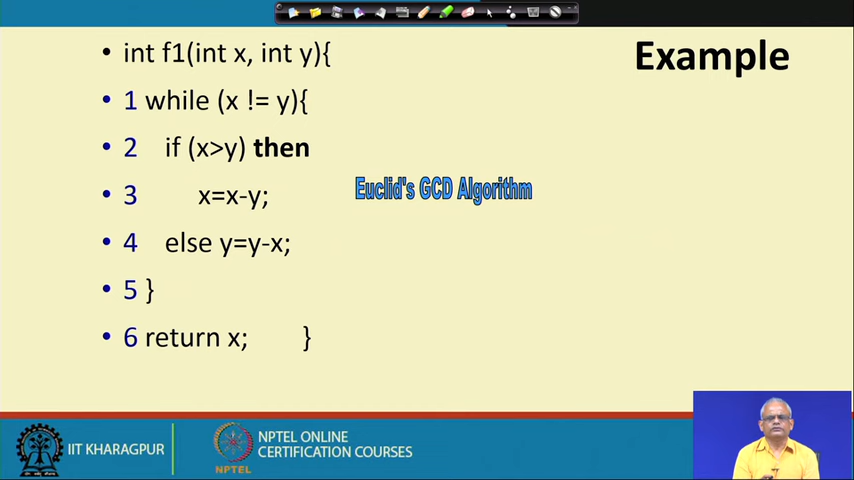 Example
• int f1(int x, int y){
• 1 while (x != y){
• 2 if (x>y) then
• 3 x=x-y;
• 4 else y=y-x;
• 5 }
• 6 return x; }
Euclid's GCD Algorithm
IIT KHARAGPUR
NPTEL
NPTEL ONLINE
CERTIFICATION COURSES